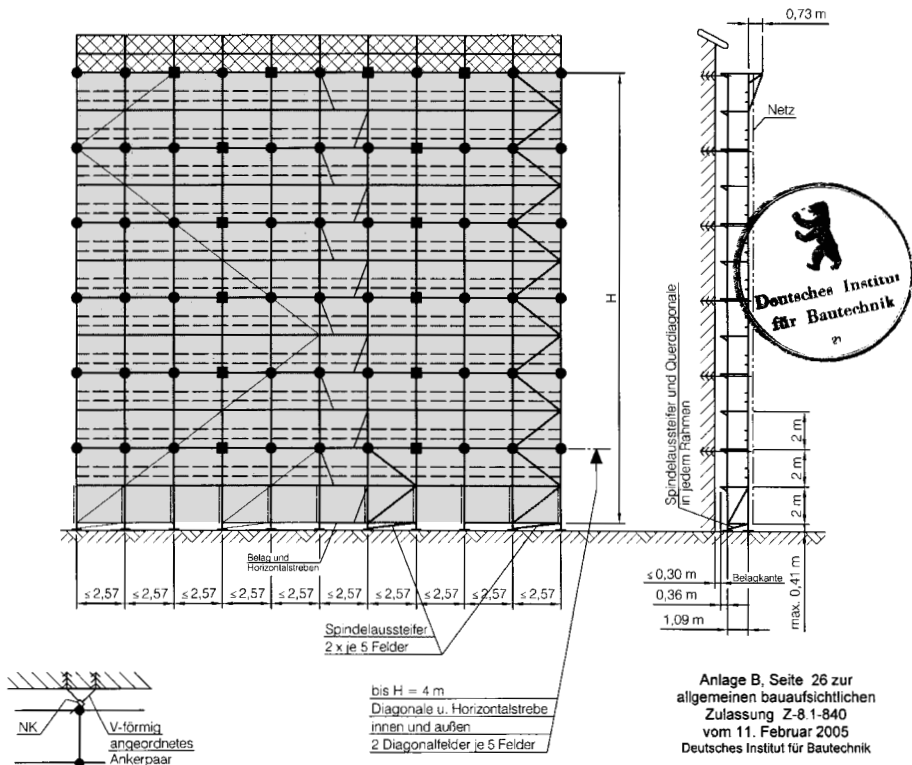 0,73 m
Netz
H
Deutsches Institut
für Bautechnik
21
Spindelaussteifer und Querdiagonale
in jedem Rahmen
2 m
2 m
2 m
max. 0,41 m
Belag und
Horizontalstreben
≤ 2,57
≤ 2,57
≤ 2,57
≤ 2,57
≤ 2,57
≤ 2,57
≤ 2,57
≤ 2,57
≤ 2,57
≤ 0,30 m
Belagkante
0,36 m
1,09 m
Spindelaussteifer
2 x je 5 Felder
bis H = 4 m
Diagonale u. Horizontalstrebe
innen und außen
2 Diagonalfelder je 5 Felder
NK
V-förmig
angeordnetes
Ankerpaar
Anlage B, Seite 26 zur
allgemeinen bauaufsichtlichen
Zulassung Z-8.1-840
vom 11. Februar 2005
Deutsches Institut für Bautechnik